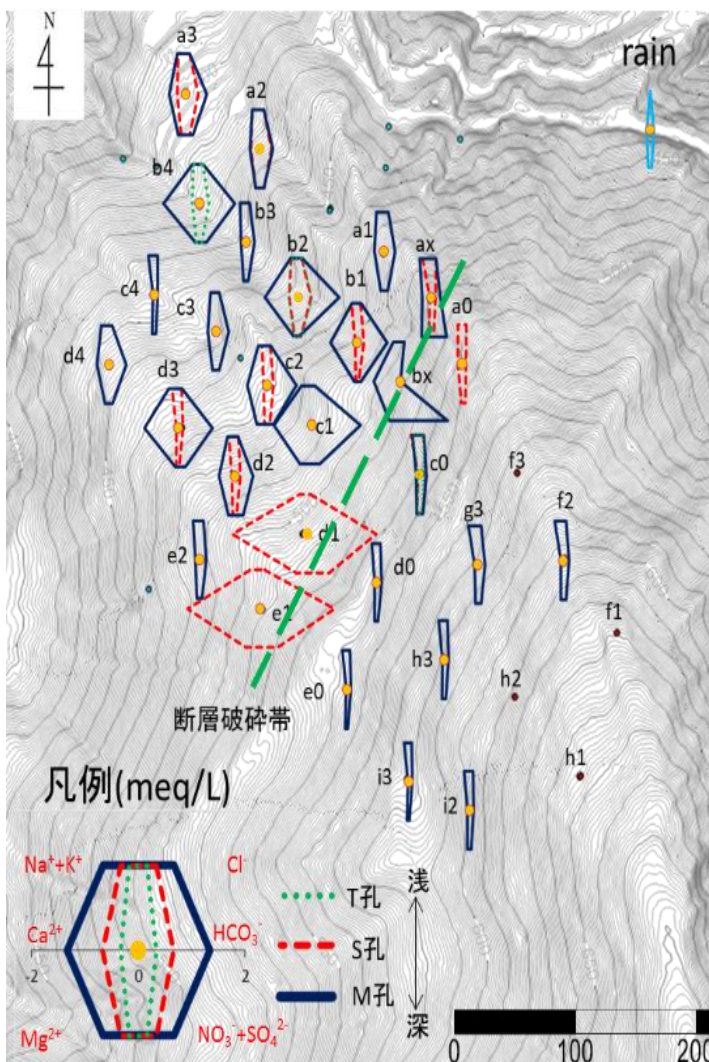 N
4
rain
a3
a2
b4
b3
a1
ax
b2
b1
a0
c4
c3
bx
d4
d3
c2
c1
c0
f3
d2
g3
f2
d1
e2
d0
e1
f1
h3
h2
e0
断層破砕帯
h1
i3
i2
凡例(meq/L)
Na⁺+K⁺
Cl⁻
浅
T孔
Ca²⁺
HCO₃⁻
S孔
-2
0
2
M孔
Mg²⁺
NO₃⁻+SO₄²⁻
深
0
100
200